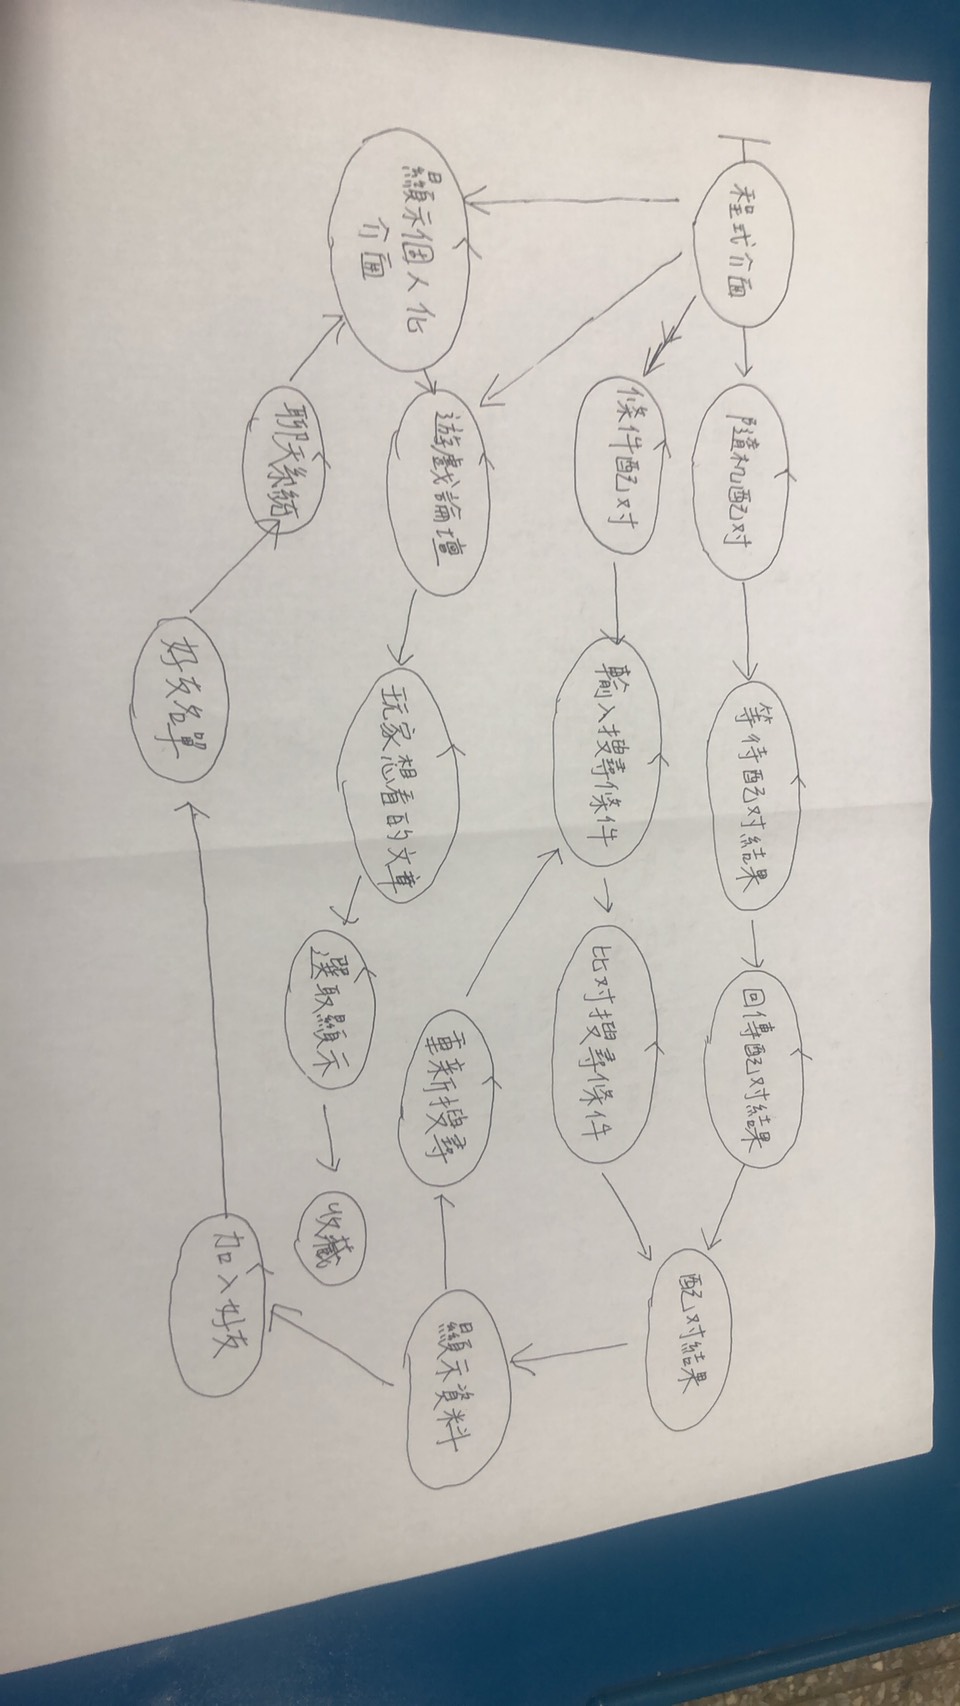 程式介面
隨机配对
等待配对結果
回傳配对結果
條件配对
輸入搜尋條件
比对搜尋條件
配对結果
顯示個人化
介面
遊戲論壇
玩家想看的文章
選取顯示
收藏
重新搜尋
顯示資料
聊天系統
好友名單
加入好友